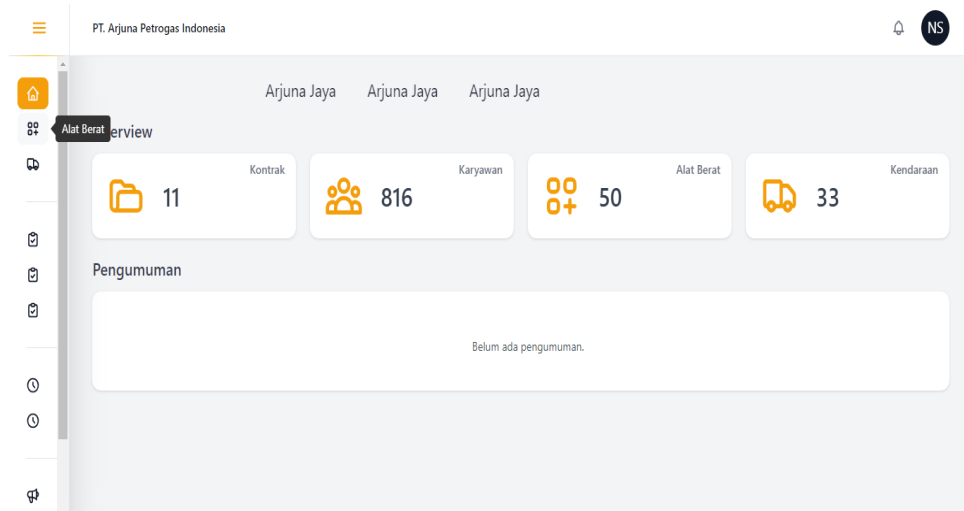 PT. Arjuna Petrogas Indonesia
NS
Arjuna Jaya Arjuna Jaya Arjuna Jaya
Alat Berat
erview
Kontrak
11
Karyawan
816
Alat Berat
50
Kendaraan
33
Pengumuman
Belum ada pengumuman.